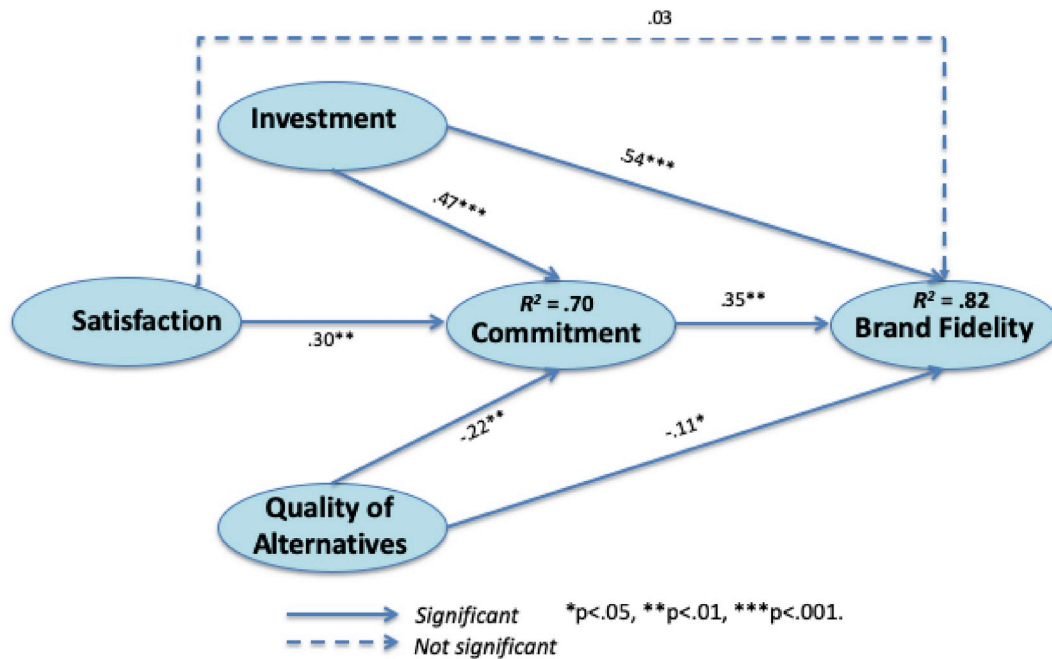 .03
Investment
.54***
.47***
Satisfaction
.30**
R² = .70
Commitment
.35**
R² = .82
Brand Fidelity
-.22**
-.11*
Quality of
Alternatives
Significant *p<.05, **p<.01, ***p<.001.
Not significant